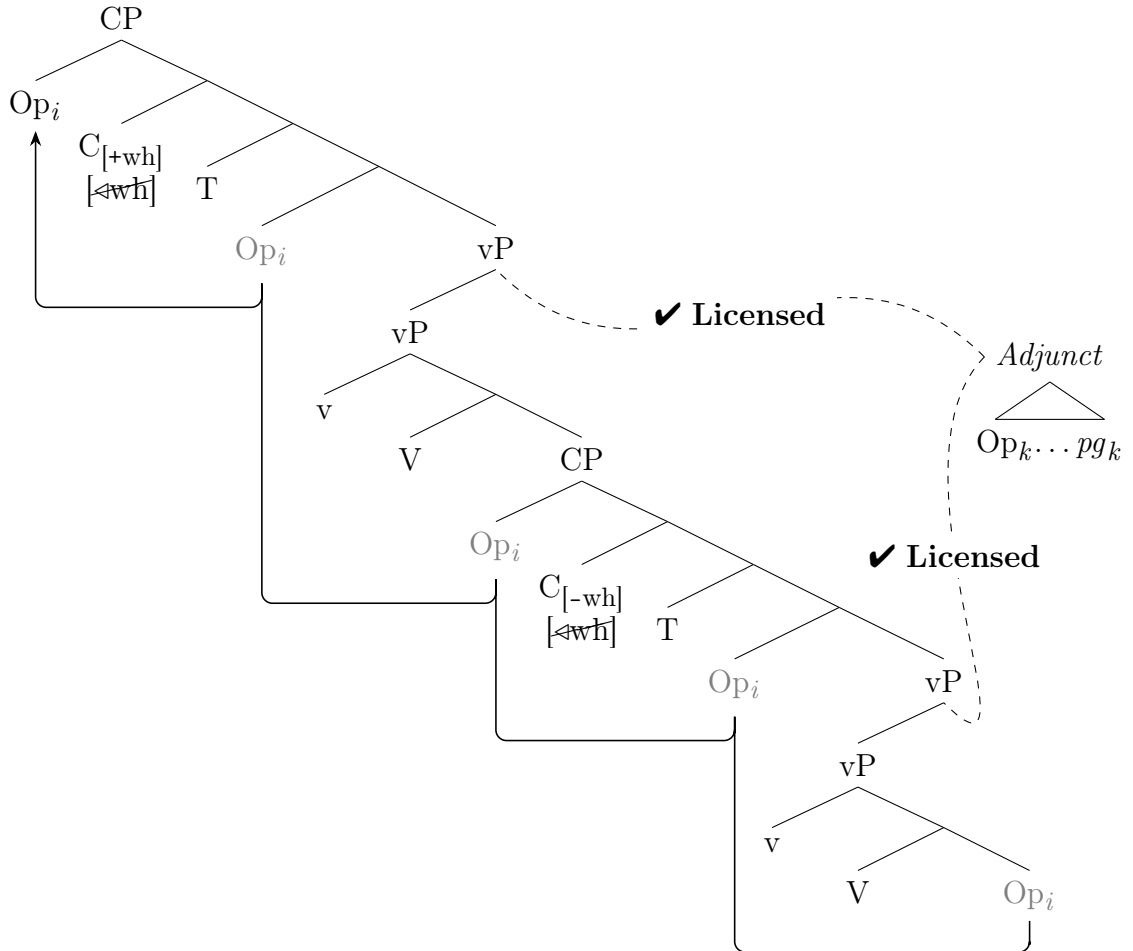 CP
Op_i
C_[+wh]
[◁wh]
T
Op_i
vP
✔ Licensed
vP
Adjunct
v
Op_k… pg_k
V
CP
Op_i
✔ Licensed
C_[-wh]
[◁wh]
T
Op_i
vP
vP
v
V
Op_i